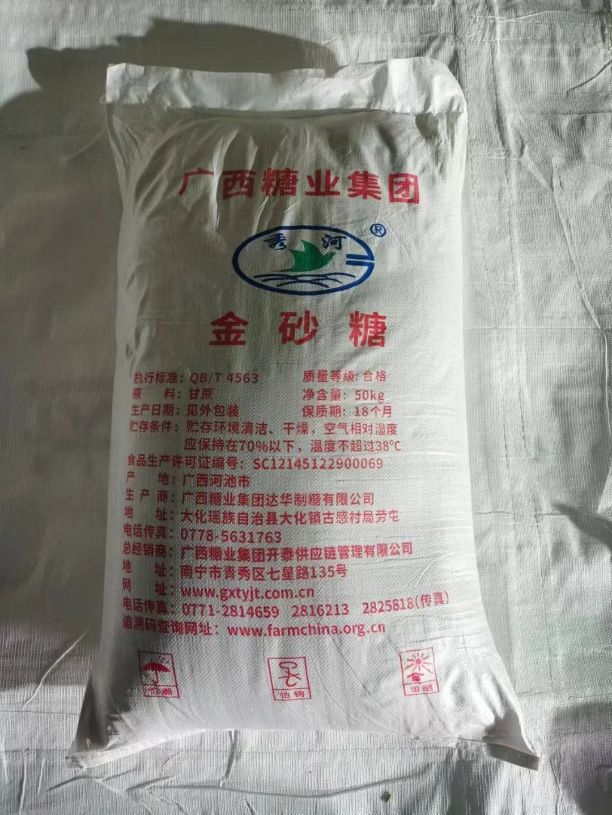 广西糖业集团
秀河®
金砂糖
执行标准：QB/T 4563 质量等级：合格
原 料：甘蔗 净含量：50kg
生产日期：见外包装 保质期：18个月
贮存条件：贮存环境清洁、干燥，空气相对湿度
应保持在70%以下，温度不超过38℃
食品生产许可证编号：SC12145122900069
产 地：广西河池市
生 产 商：广西糖业集团达华制糖有限公司
地 址：大化瑶族自治县大化镇古感村局芳屯
电话传真：0778-5631763
总经销商：广西糖业集团开泰供应链管理有限公司
地 址：南宁市青秀区七星路135号
网 址：www.gxtyjt.com.cn
电话传真：0771-2814659 2816213 2825818(传真)
追溯码查询网址：www.farmchina.org.cn
怕潮 怕钩 怕晒